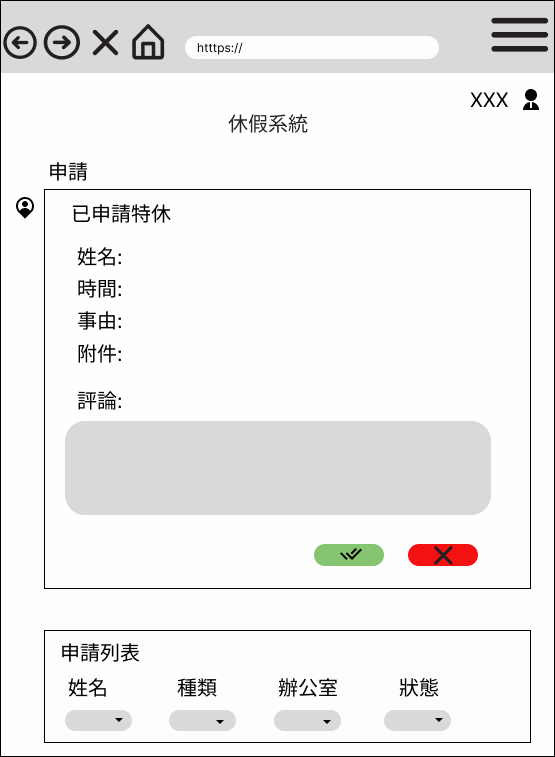 htttps://
XXX
休假系統
申請
已申請特休
姓名:
時間:
事由:
附件:
評論:
申請列表
姓名 種類 辦公室 狀態